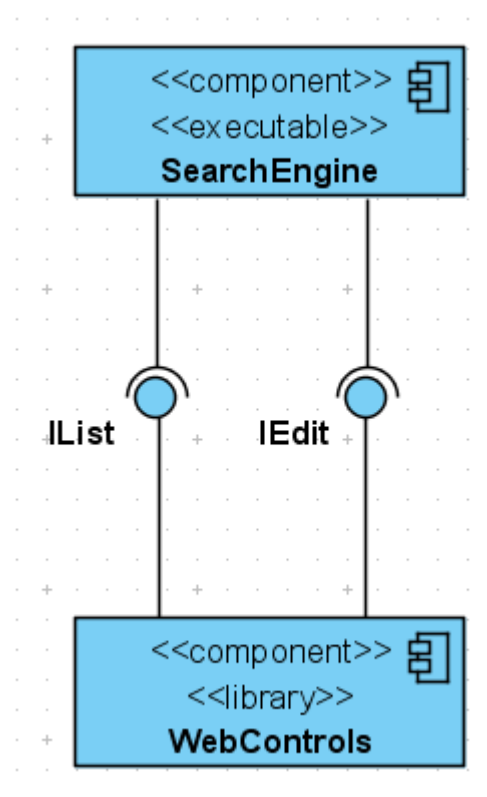 <<component>>
<<executable>>
SearchEngine
IList
IEdit
<<component>>
<<library>>
WebControls